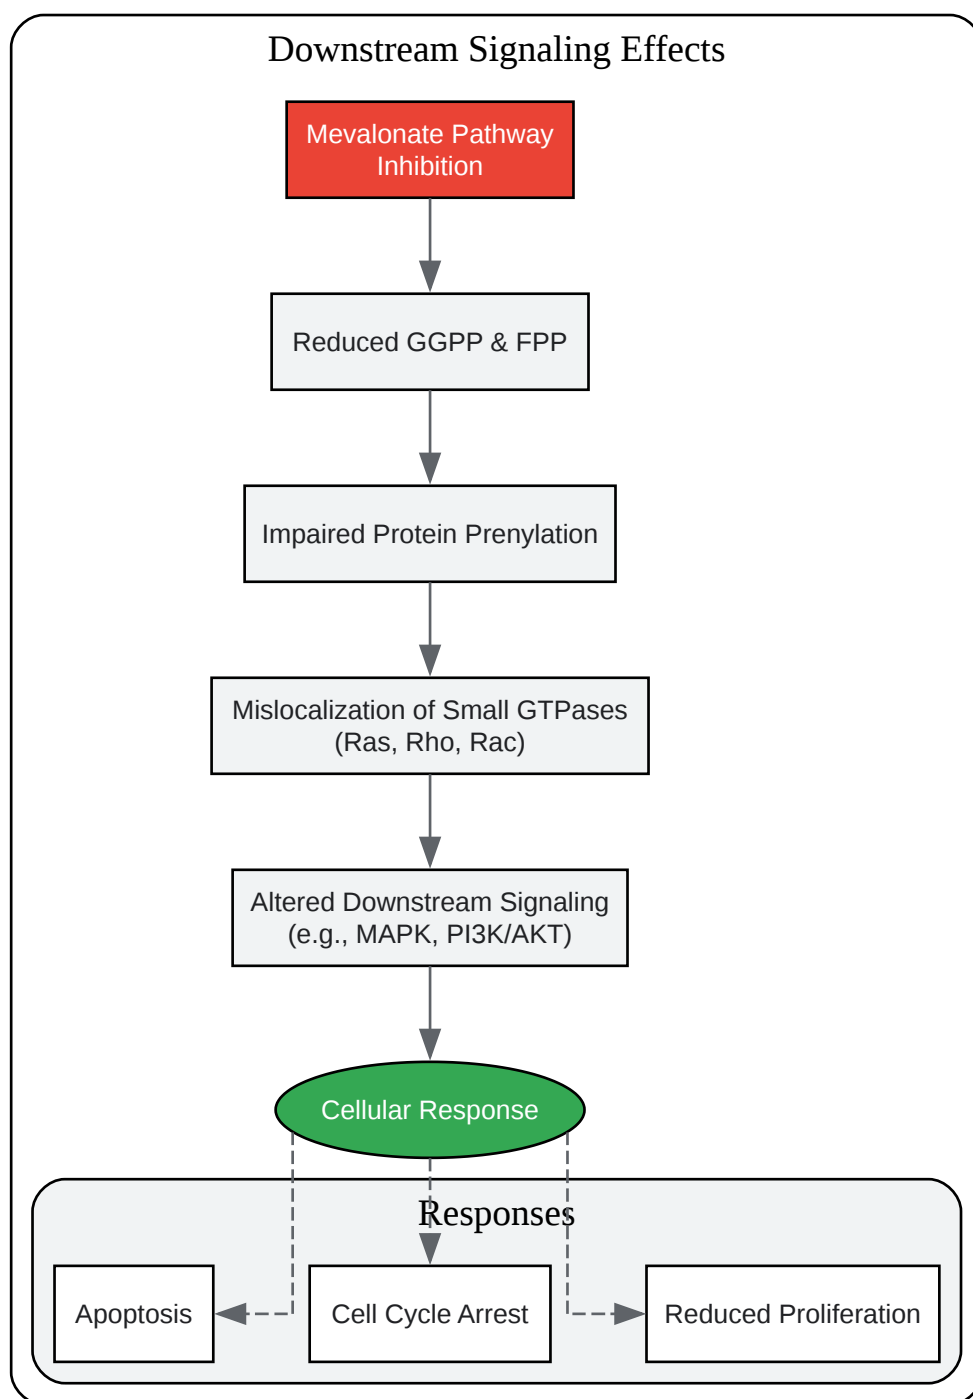 Downstream Signaling Effects
Mevalonate Pathway
Inhibition
Reduced GGPP & FPP
Impaired Protein Prenylation
Mislocalization of Small GTPases
(Ras, Rho, Rac)
Altered Downstream Signaling
(e.g., MAPK, PI3K/AKT)
Cellular Response
Responses
Apoptosis
Cell Cycle Arrest
Reduced Proliferation